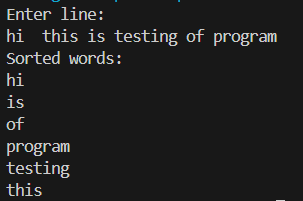 Enter line:
hi  this is testing of program
Sorted words:
hi
is
of
program
testing
this